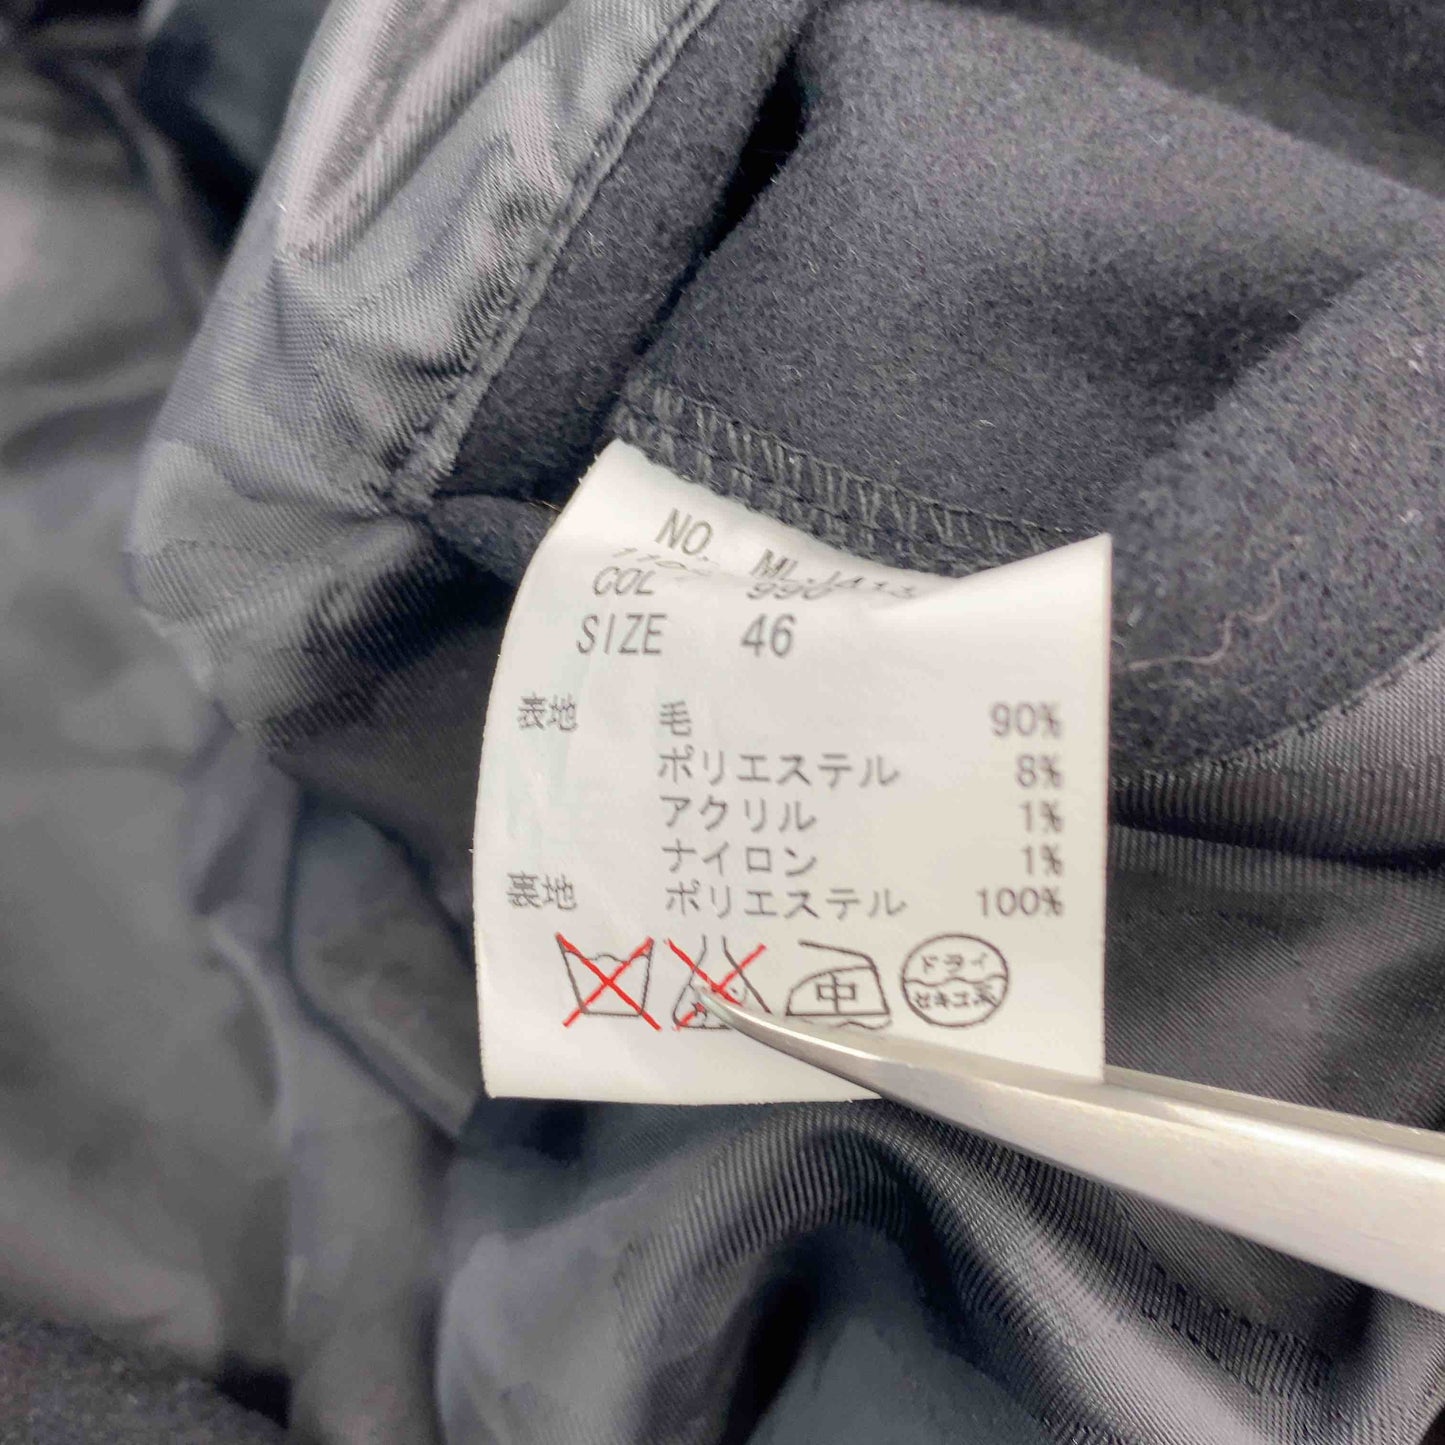 NO.
COL 990
SIZE 46
表地 毛 90%
ポリエステル 8%
アクリル 1%
ナイロン 1%
裏地 ポリエステル 100%
中
ドライ
セキユ系